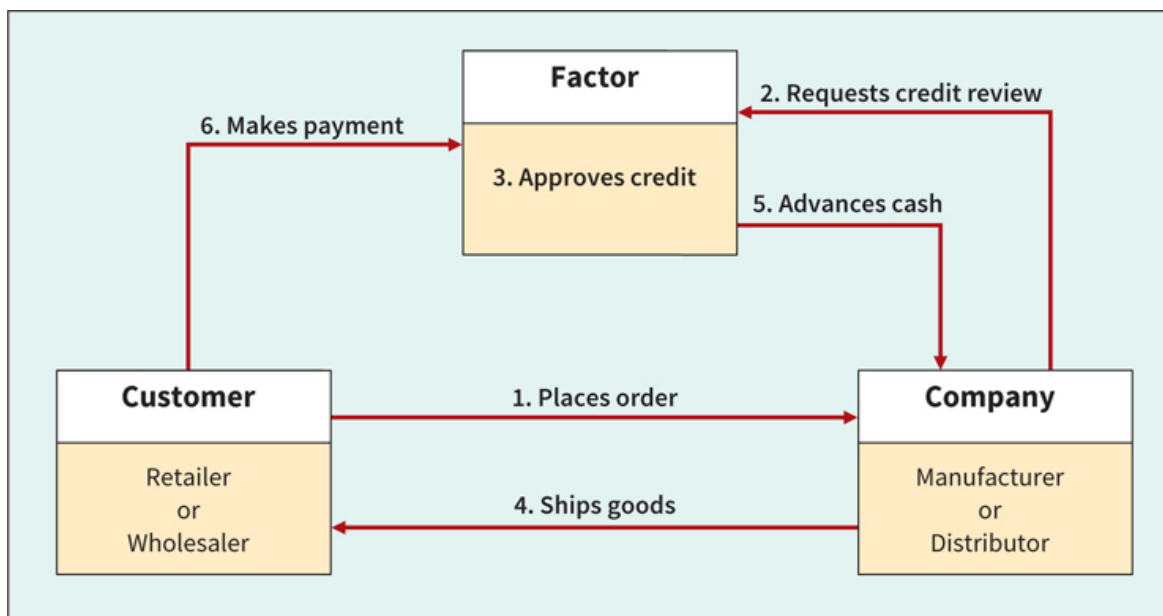 Factor
2. Requests credit review
6. Makes payment
3. Approves credit
5. Advances cash
Customer
1. Places order
Company
Retailer
or
Wholesaler
4. Ships goods
Manufacturer
or
Distributor